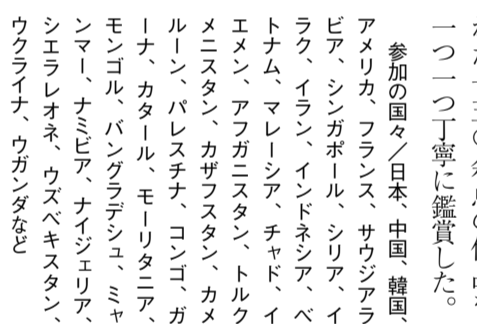 一つ一つ丁寧に鑑賞した。
参加の国々／日本、中国、韓国、
アメリカ、フランス、サウジアラ
ビア、シンガポール、シリア、イ
ラク、イラン、インドネシア、ベ
トナム、マレーシア、チャド、イ
エメン、アフガニスタン、トルク
メニスタン、カザフスタン、カメ
ルーン、パレスチナ、コンゴ、ガ
ーナ、カタール、モーリタニア、
モンゴル、バングラデシュ、ミャ
ンマー、ナミビア、ナイジェリア、
シエラレオネ、ウズベキスタン、
ウクライナ、ウガンダなど